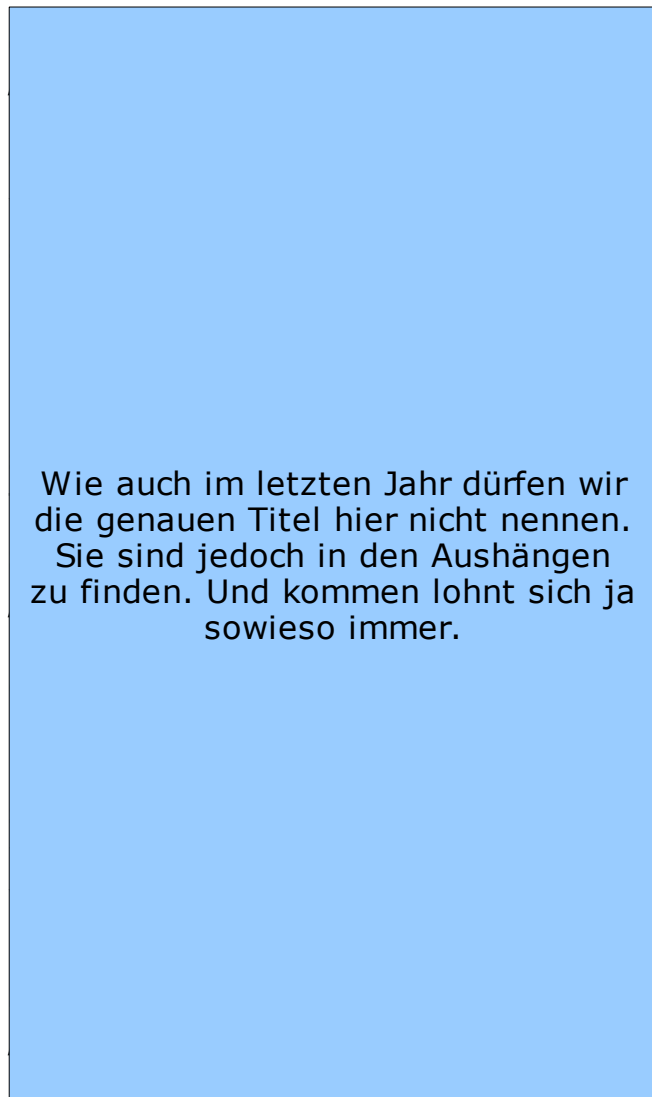 Wie auch im letzten Jahr dürfen wir
die genauen Titel hier nicht nennen.
Sie sind jedoch in den Aushängen
zu finden. Und kommen lohnt sich ja
sowieso immer.